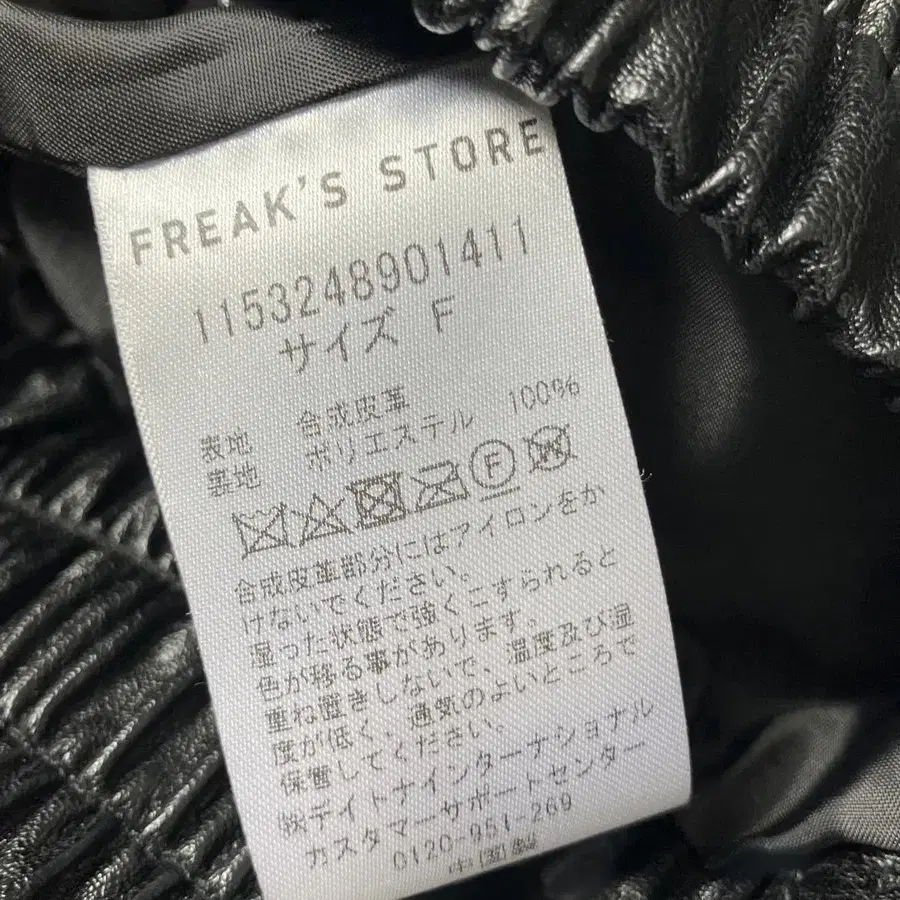 FREAK'S STORE
1153248901411
サイズ F
表地 合成皮革
裏地 ポリエステル 100%
F W
合成皮革部分にはアイロンをか
けないでください。
湿った状態で強くこすられると
色が移る事があります。
重ね置きしないで、温度及び湿
度が低く、通気のよいところで
保管してください。
㈱デイトナインターナショナル
カスタマーサポートセンター
0120-951-269
中国製